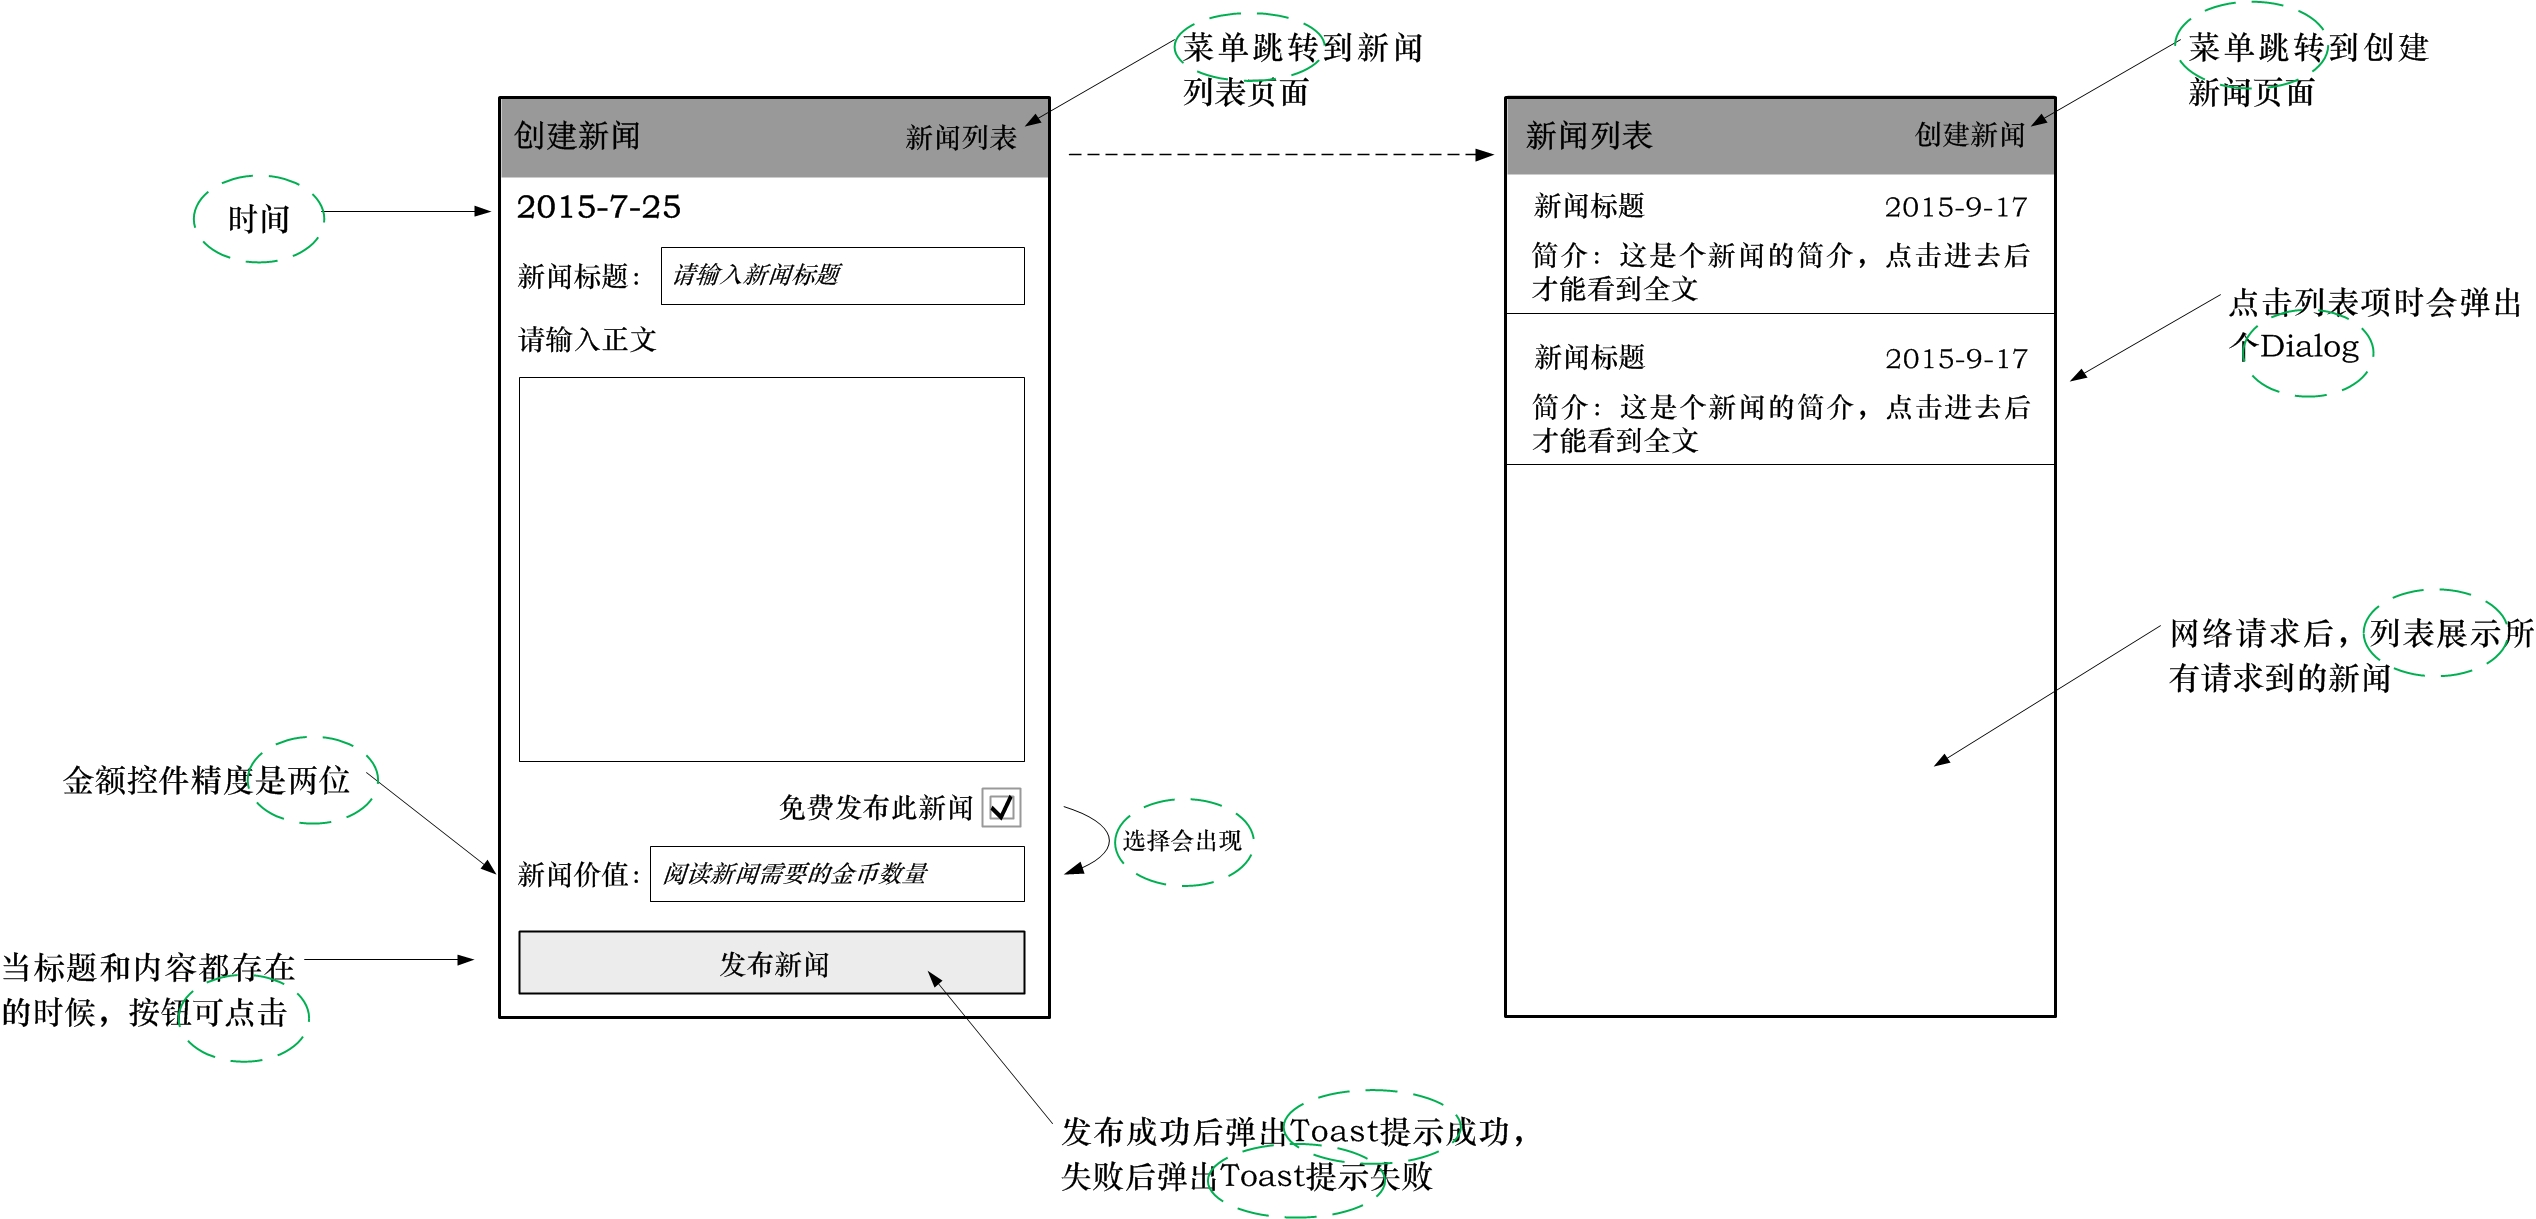 菜单跳转到新闻
列表页面
菜单跳转到创建
新闻页面
创建新闻
新闻列表
新闻列表
创建新闻
时间
2015-7-25
新闻标题：
请输入新闻标题
请输入正文
新闻标题
2015-9-17
简介：这是个新闻的简介，点击进去后
才能看到全文
新闻标题
2015-9-17
简介：这是个新闻的简介，点击进去后
才能看到全文
点击列表项时会弹出
个Dialog
网络请求后，列表展示所
有请求到的新闻
金额控件精度是两位
免费发布此新闻
选择会出现
新闻价值：
阅读新闻需要的金币数量
当标题和内容都存在
的时候，按钮可点击
发布新闻
发布成功后弹出Toast提示成功，
失败后弹出Toast提示失败